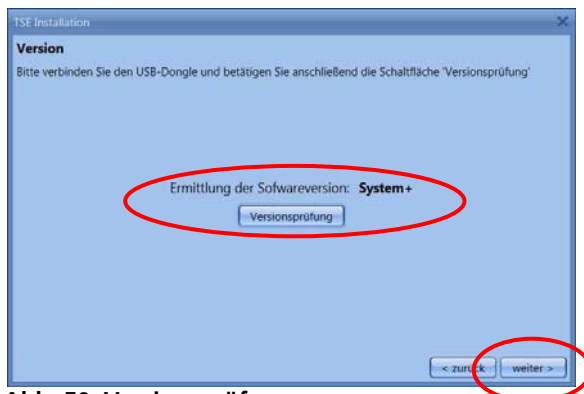 TSE Installation
Version
Bitte verbinden Sie den USB-Dongle und betätigen Sie anschließend die Schaltfläche 'Versionsprüfung'
Ermittlung der Sofwareversion: System+
Versionsprüfung
< zurück weiter >